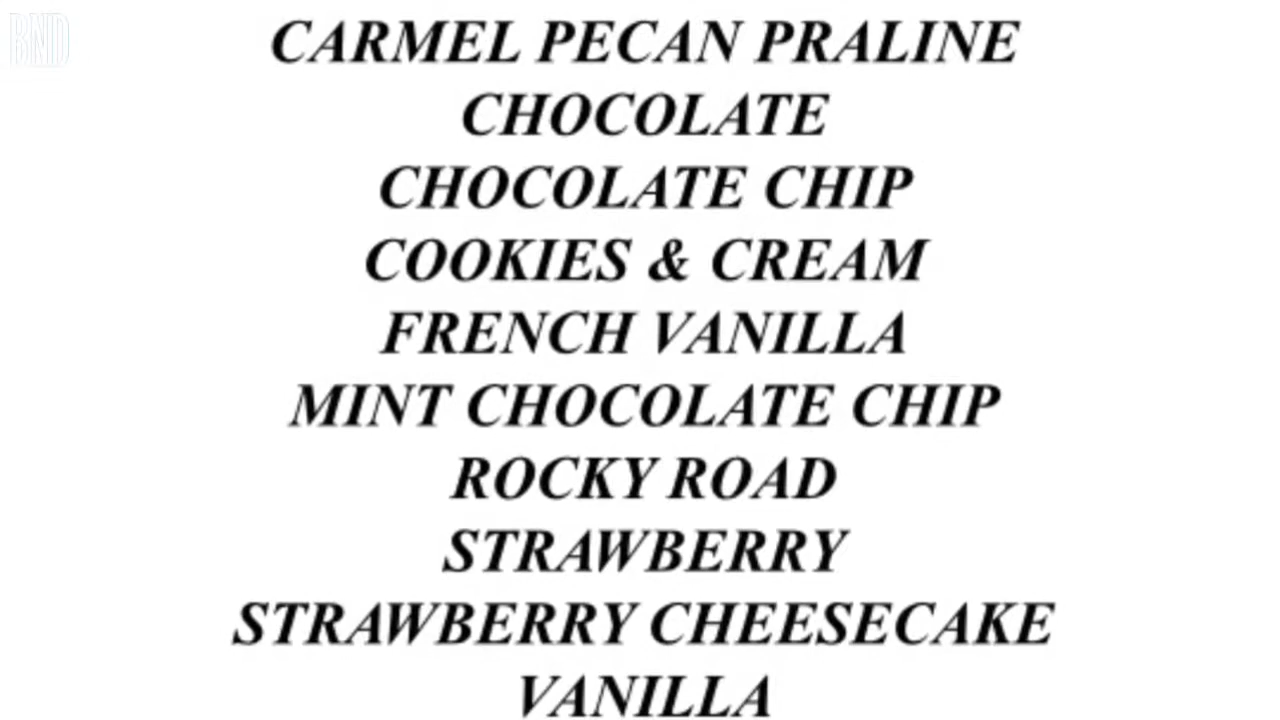 BND
CARMEL PECAN PRALINE
CHOCOLATE
CHOCOLATE CHIP
COOKIES & CREAM
FRENCH VANILLA
MINT CHOCOLATE CHIP
ROCKY ROAD
STRAWBERRY
STRAWBERRY CHEESECAKE
VANILLA